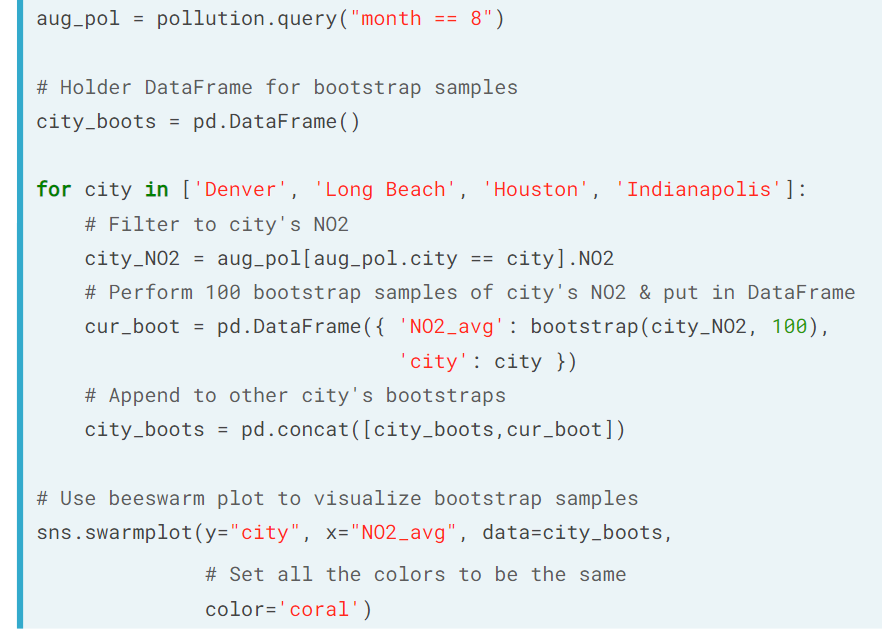 aug_pol = pollution.query("month == 8")
# Holder DataFrame for bootstrap samples
city_boots = pd.DataFrame()
for city in ['Denver', 'Long Beach', 'Houston', 'Indianapolis']:
    # Filter to city's NO2
    city_NO2 = aug_pol[aug_pol.city == city].NO2
    # Perform 100 bootstrap samples of city's NO2 & put in DataFrame
    cur_boot = pd.DataFrame({ 'NO2_avg': bootstrap(city_NO2, 100),
                              'city': city })
    # Append to other city's bootstraps
    city_boots = pd.concat([city_boots,cur_boot])
# Use beeswarm plot to visualize bootstrap samples
sns.swarmplot(y="city", x="NO2_avg", data=city_boots,
              # Set all the colors to be the same
              color='coral')